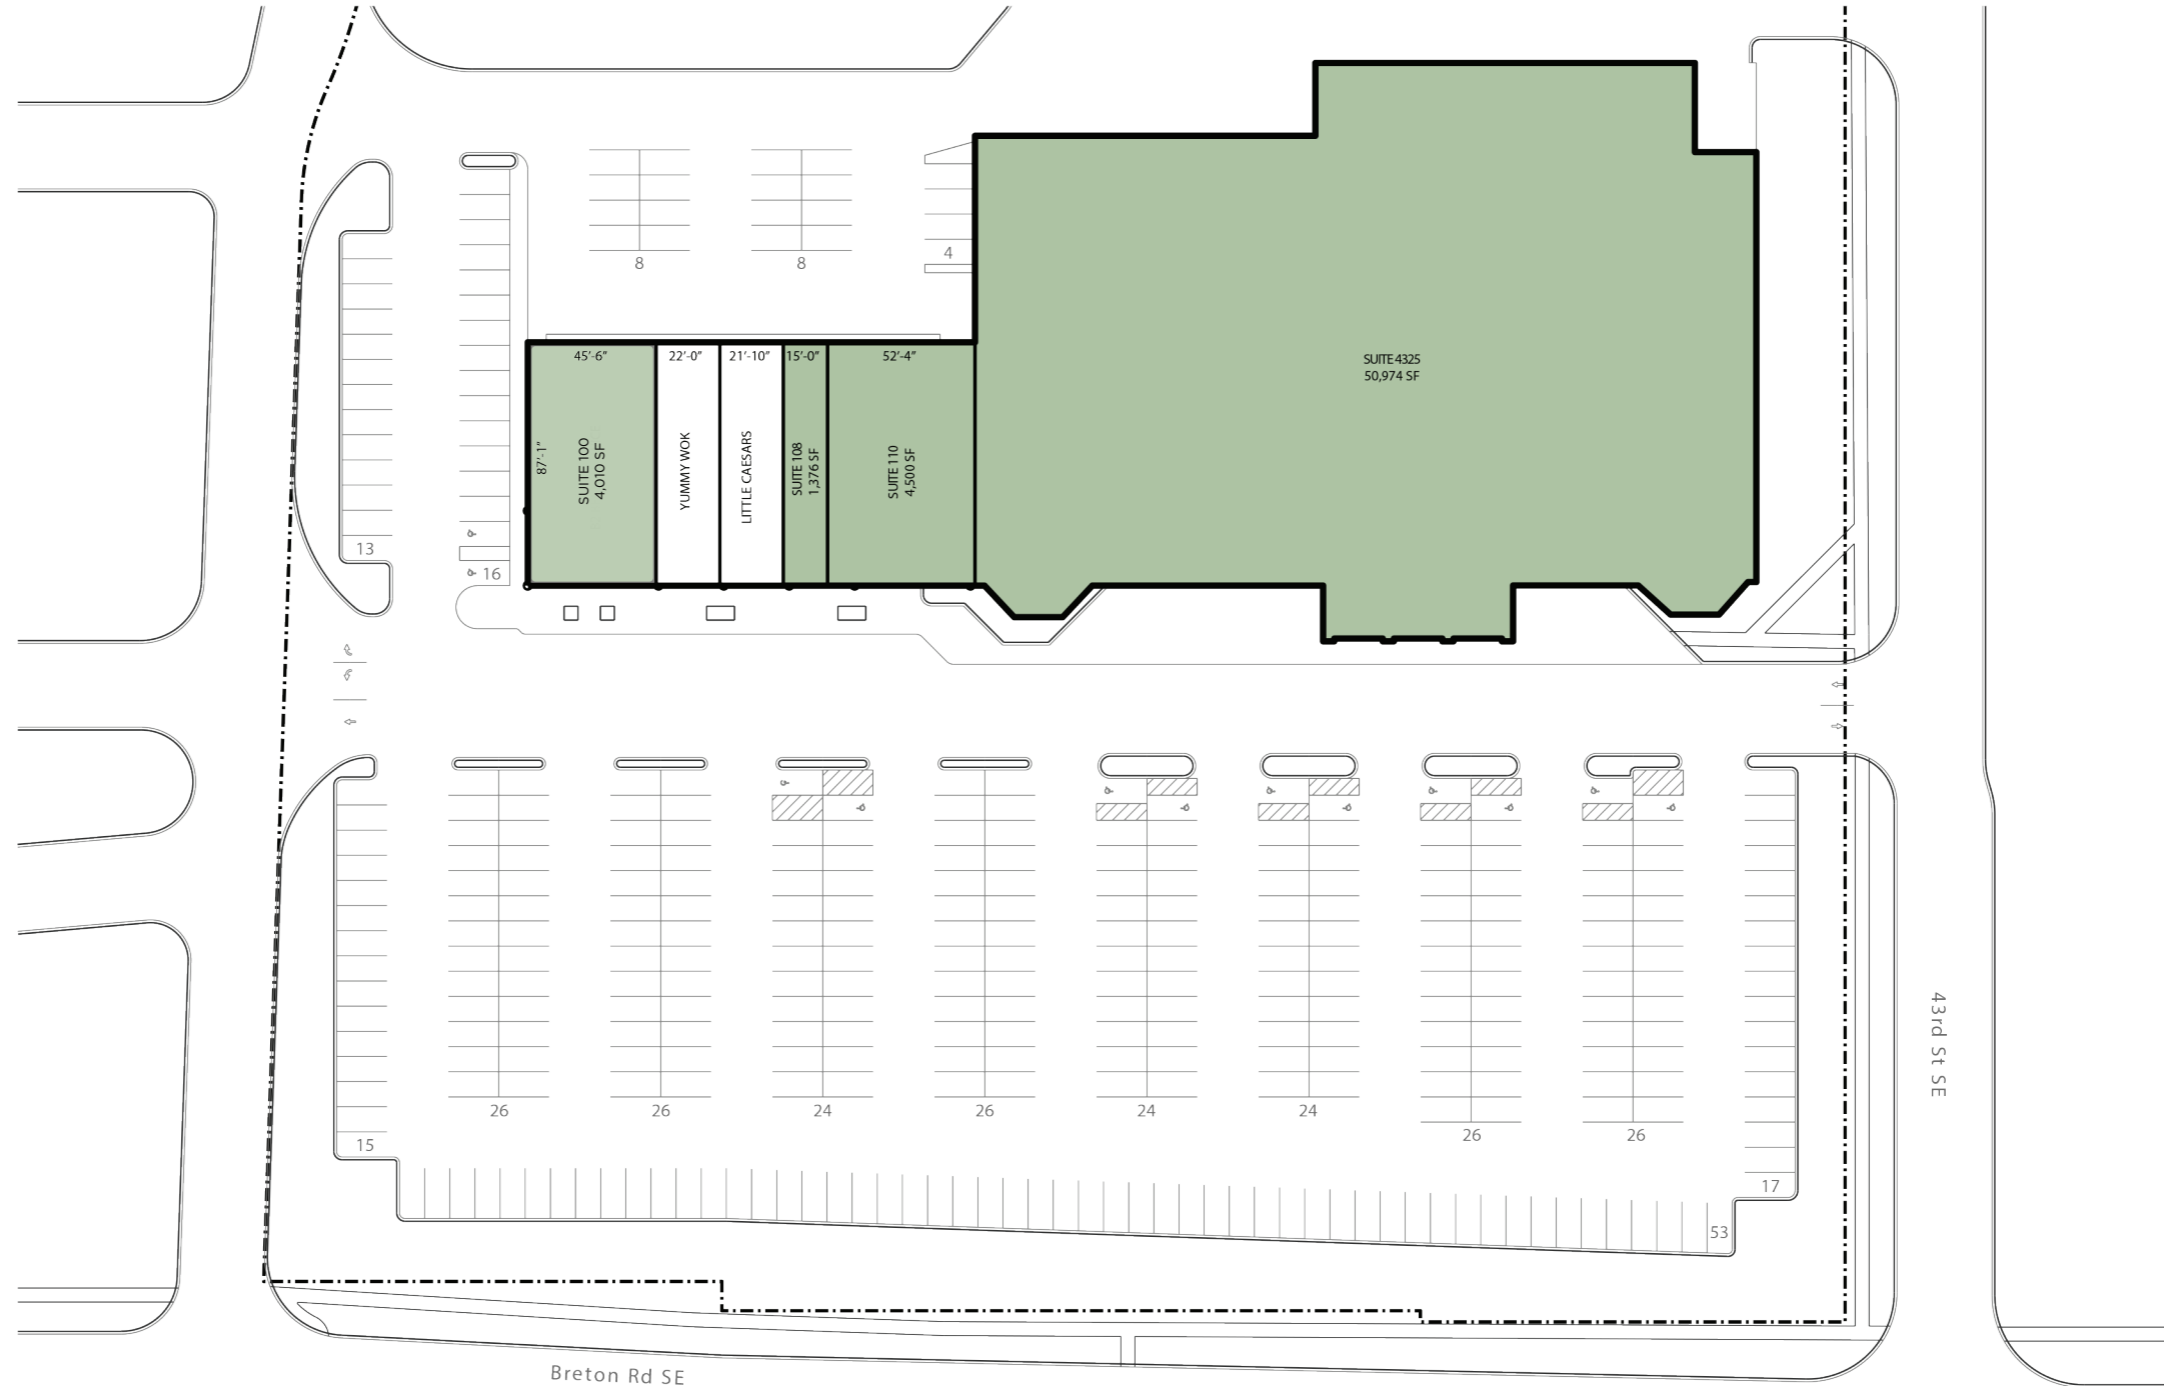 8
8
4
45'-6"
22'-0"
21'-10"
15'-0"
52'-4"
SUITE 4325
50,974 SF
87'-1"
SUITE 100
4,010 SF
YUMMY WOK
LITTLE CAESARS
SUITE 108
1,376 SF
SUITE 110
4,500 SF
13
16
43rd St SE
26
26
24
26
24
24
26
26
15
17
53
Breton Rd SE